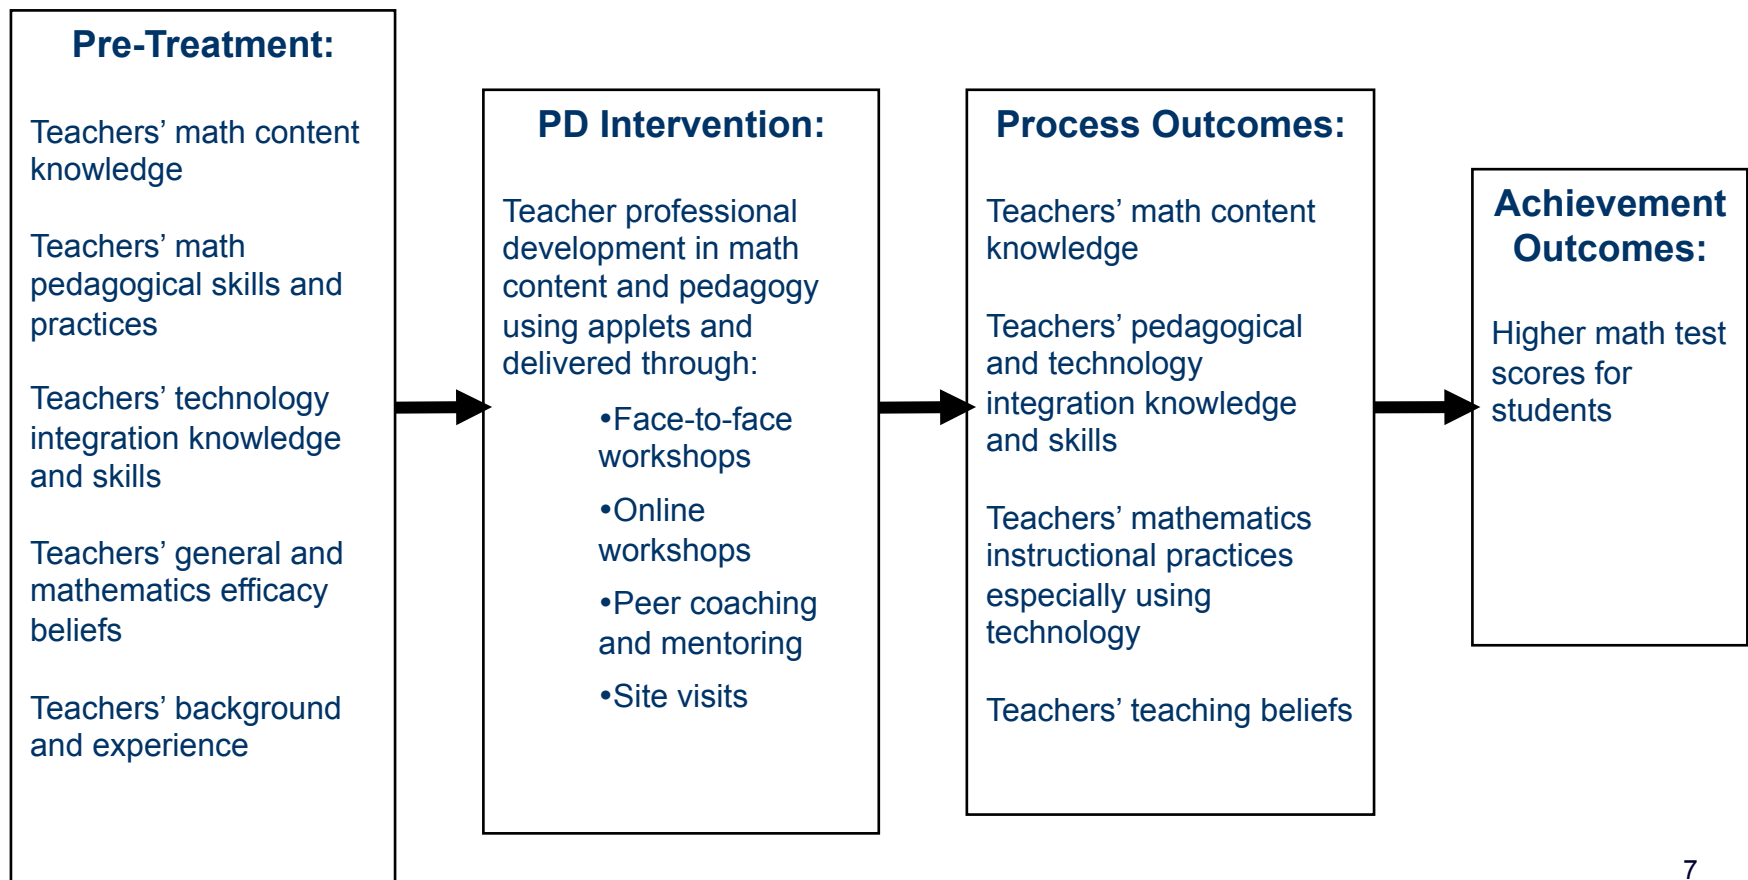 Pre-Treatment:
Teachers’ math content
knowledge
Teachers’ math
pedagogical skills and
practices
Teachers’ technology
integration knowledge
and skills
Teachers’ general and
mathematics efficacy
beliefs
Teachers’ background
and experience
PD Intervention:
Teacher professional
development in math
content and pedagogy
using applets and
delivered through:
•Face-to-face
workshops
•Online
workshops
•Peer coaching
and mentoring
•Site visits
Process Outcomes:
Teachers’ math content
knowledge
Teachers’ pedagogical
and technology
integration knowledge
and skills
Teachers’ mathematics
instructional practices
especially using
technology
Teachers’ teaching beliefs
Achievement
Outcomes:
Higher math test
scores for
students
7